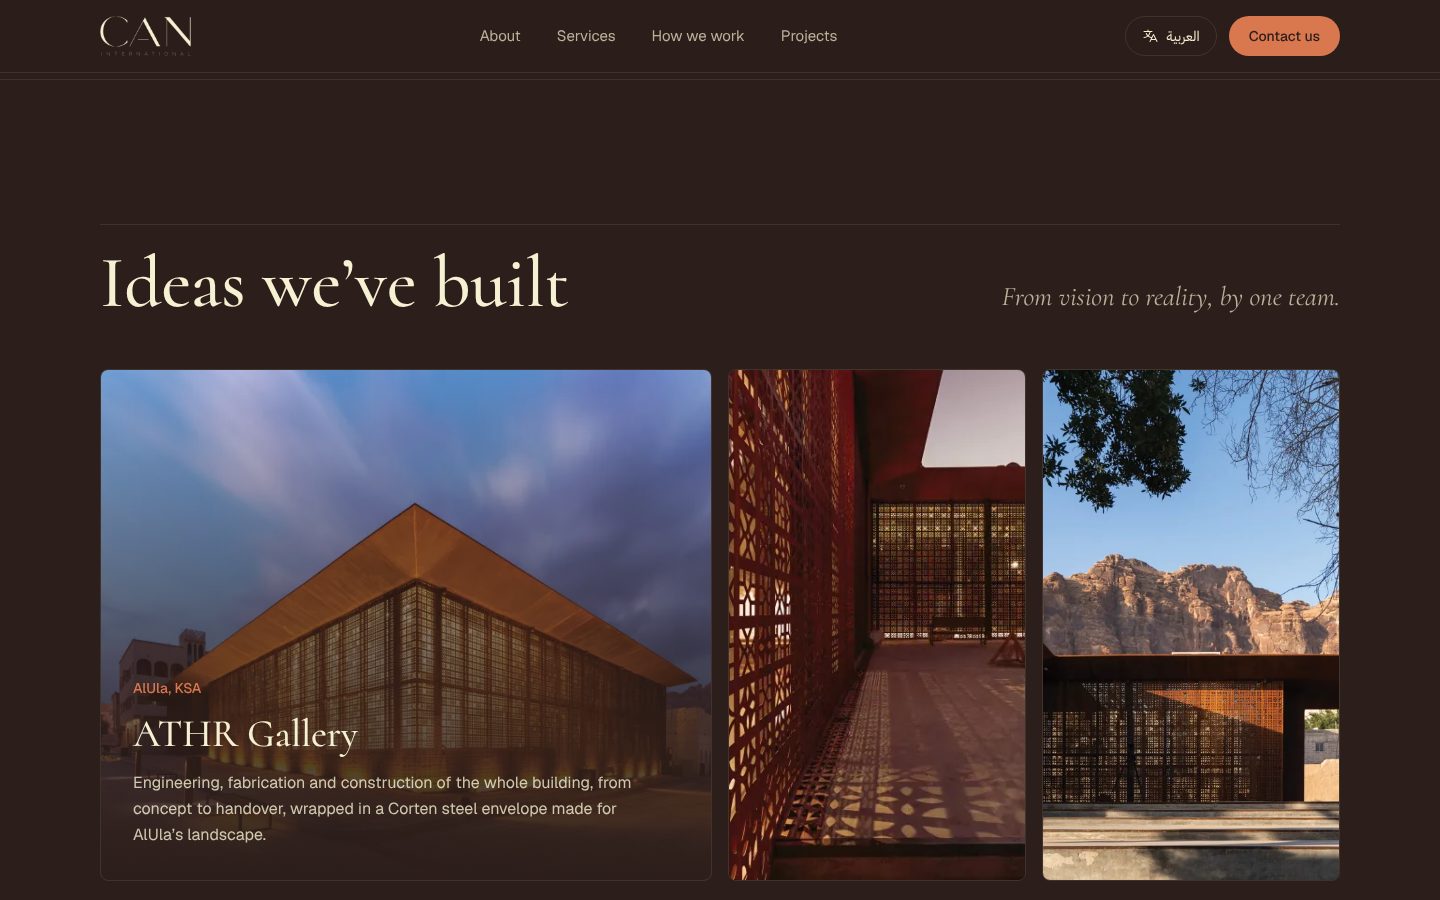 CAN
INTERNATIONAL
About
Services
How we work
Projects
العربية
Contact us
Ideas we’ve built
From vision to reality, by one team.
AlUla, KSA
ATHR Gallery
Engineering, fabrication and construction of the whole building, from
concept to handover, wrapped in a Corten steel envelope made for
AlUla’s landscape.